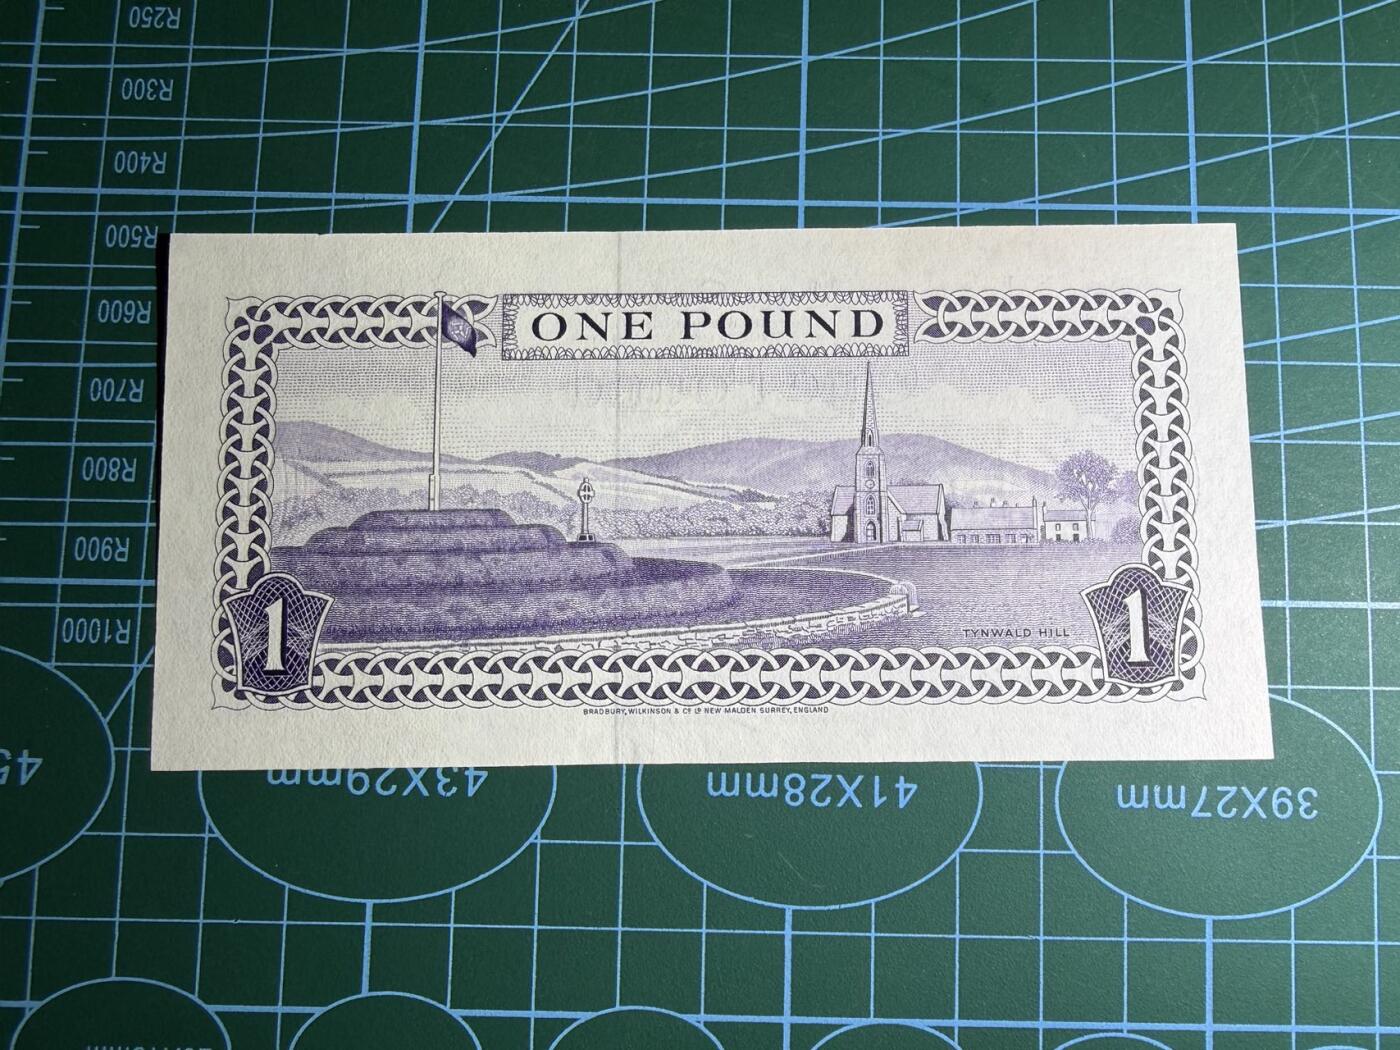 R250
R300
R400
R500
R600
R700
R800
R900
R1000
ONE POUND
1
1
TYNWALD HILL
BRADBURY, WILKINSON & Cº Lº NEW MALDEN SURREY, ENGLAND
43X29mm
41X28mm
39X27mm